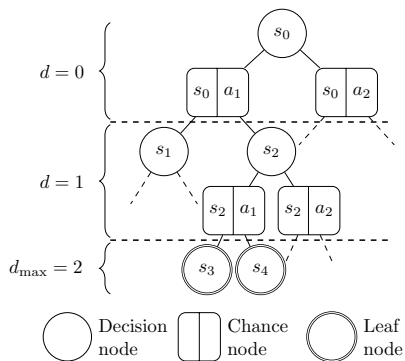 s₀
d = 0
s₀ a₁ s₀ a₂
s₁ s₂
d = 1
s₂ a₁ s₂ a₂
d_max = 2
s₃ s₄
Decision node
Chance node
Leaf node